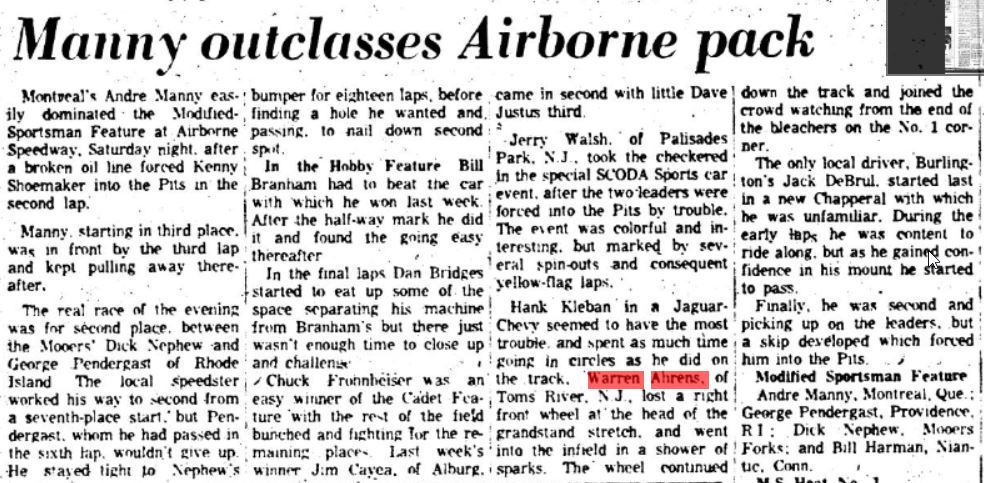 Manny outclasses Airborne pack
Montreal's Andre Manny eas-
ily dominated the Modified-
Sportsman Feature at Airborne
Speedway, Saturday night, after
a broken oil line forced Kenny
Shoemaker into the Pits in the
second lap.
Manny, starting in third place,
was in front by the third lap
and kept pulling away there-
after.
The real race of the evening
was for second place, between
the Mooers' Dick Nephew and
George Pendergast of Rhode
Island The local speedster
worked his way to second from
a seventh-place start, but Pen-
dergast, whom he had passed in
the sixth lap, wouldn't give up.
He stayed tight to Nephew's
bumper for eighteen laps, before
finding a hole he wanted and
passing, to nail down second
spot.
In the Hobby Feature Bill
Branham had to beat the car
with which he won last week.
After the half-way mark he did
it and found the going easy
thereafter
In the final laps Dan Bridges
started to eat up some of the
space separating his machine
from Branham's but there just
wasn't enough time to close up
and challenge
Chuck Frohnheiser was an
easy winner of the Cadet Fea-
ture with the rest of the field
bunched and fighting for the re-
maining places. Last week's
winner Jim Cayea, of Alburg,
came in second with little Dave
Justus third.
Jerry Walsh, of Palisades
Park, N.J., took the checkered
in the special SCODA Sports car
event, after the two leaders were
forced into the Pits by trouble.
The event was colorful and in-
teresting, but marked by sev-
eral spin-outs and consequent
yellow-flag laps.
Hank Kleban in a Jaguar-
Chevy seemed to have the most
trouble, and spent as much time
going in circles as he did on
the track. Warren Ahrens, of
Toms River, N.J., lost a right
front wheel at the head of the
grandstand stretch, and went
into the infield in a shower of
sparks. The wheel continued
down the track and joined the
crowd watching from the end of
the bleachers on the No. 1 cor-
ner.
The only local driver, Burling-
ton's Jack DeBrul, started last
in a new Chapperal with which
he was unfamiliar. During the
early laps he was content to
ride along, but as he gained con-
fidence in his mount he started
to pass.
Finally, he was second and
picking up on the leaders, but
a skip developed which forced
him into the Pits.
Modified Sportsman Feature
Andre Manny, Montreal, Que.;
George Pendergast, Providence,
R I ; Dick Nephew, Mooers
Forks; and Bill Harman, Nian-
tic, Conn.